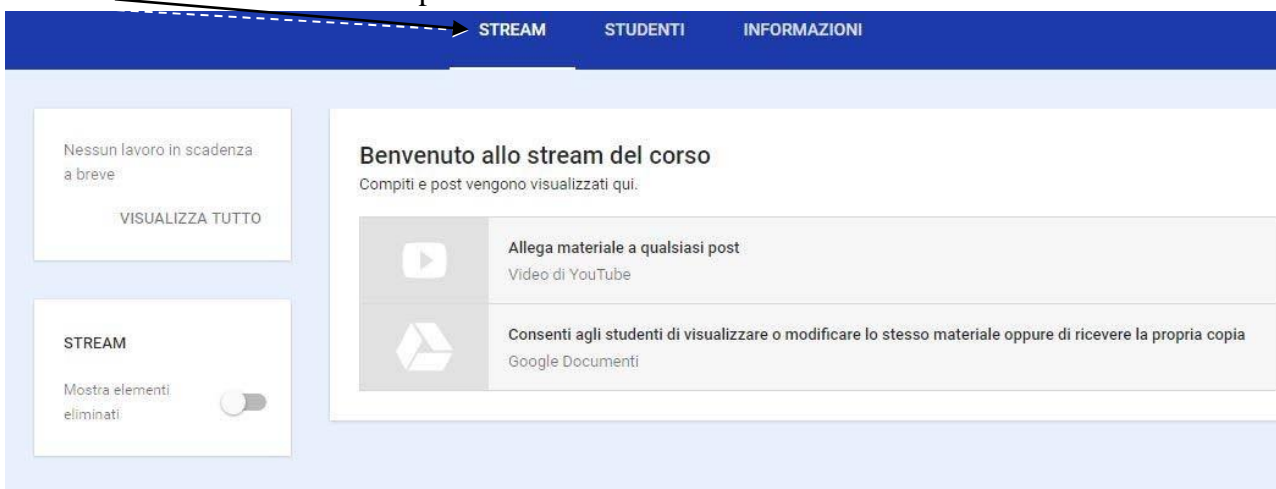 STREAM STUDENTI INFORMAZIONI
Nessun lavoro in scadenza
a breve
VISUALIZZA TUTTO
STREAM
Mostra elementi
eliminati
Benvenuto allo stream del corso
Compiti e post vengono visualizzati qui.
Allega materiale a qualsiasi post
Video di YouTube
Consenti agli studenti di visualizzare o modificare lo stesso materiale oppure di ricevere la propria copia
Google Documenti